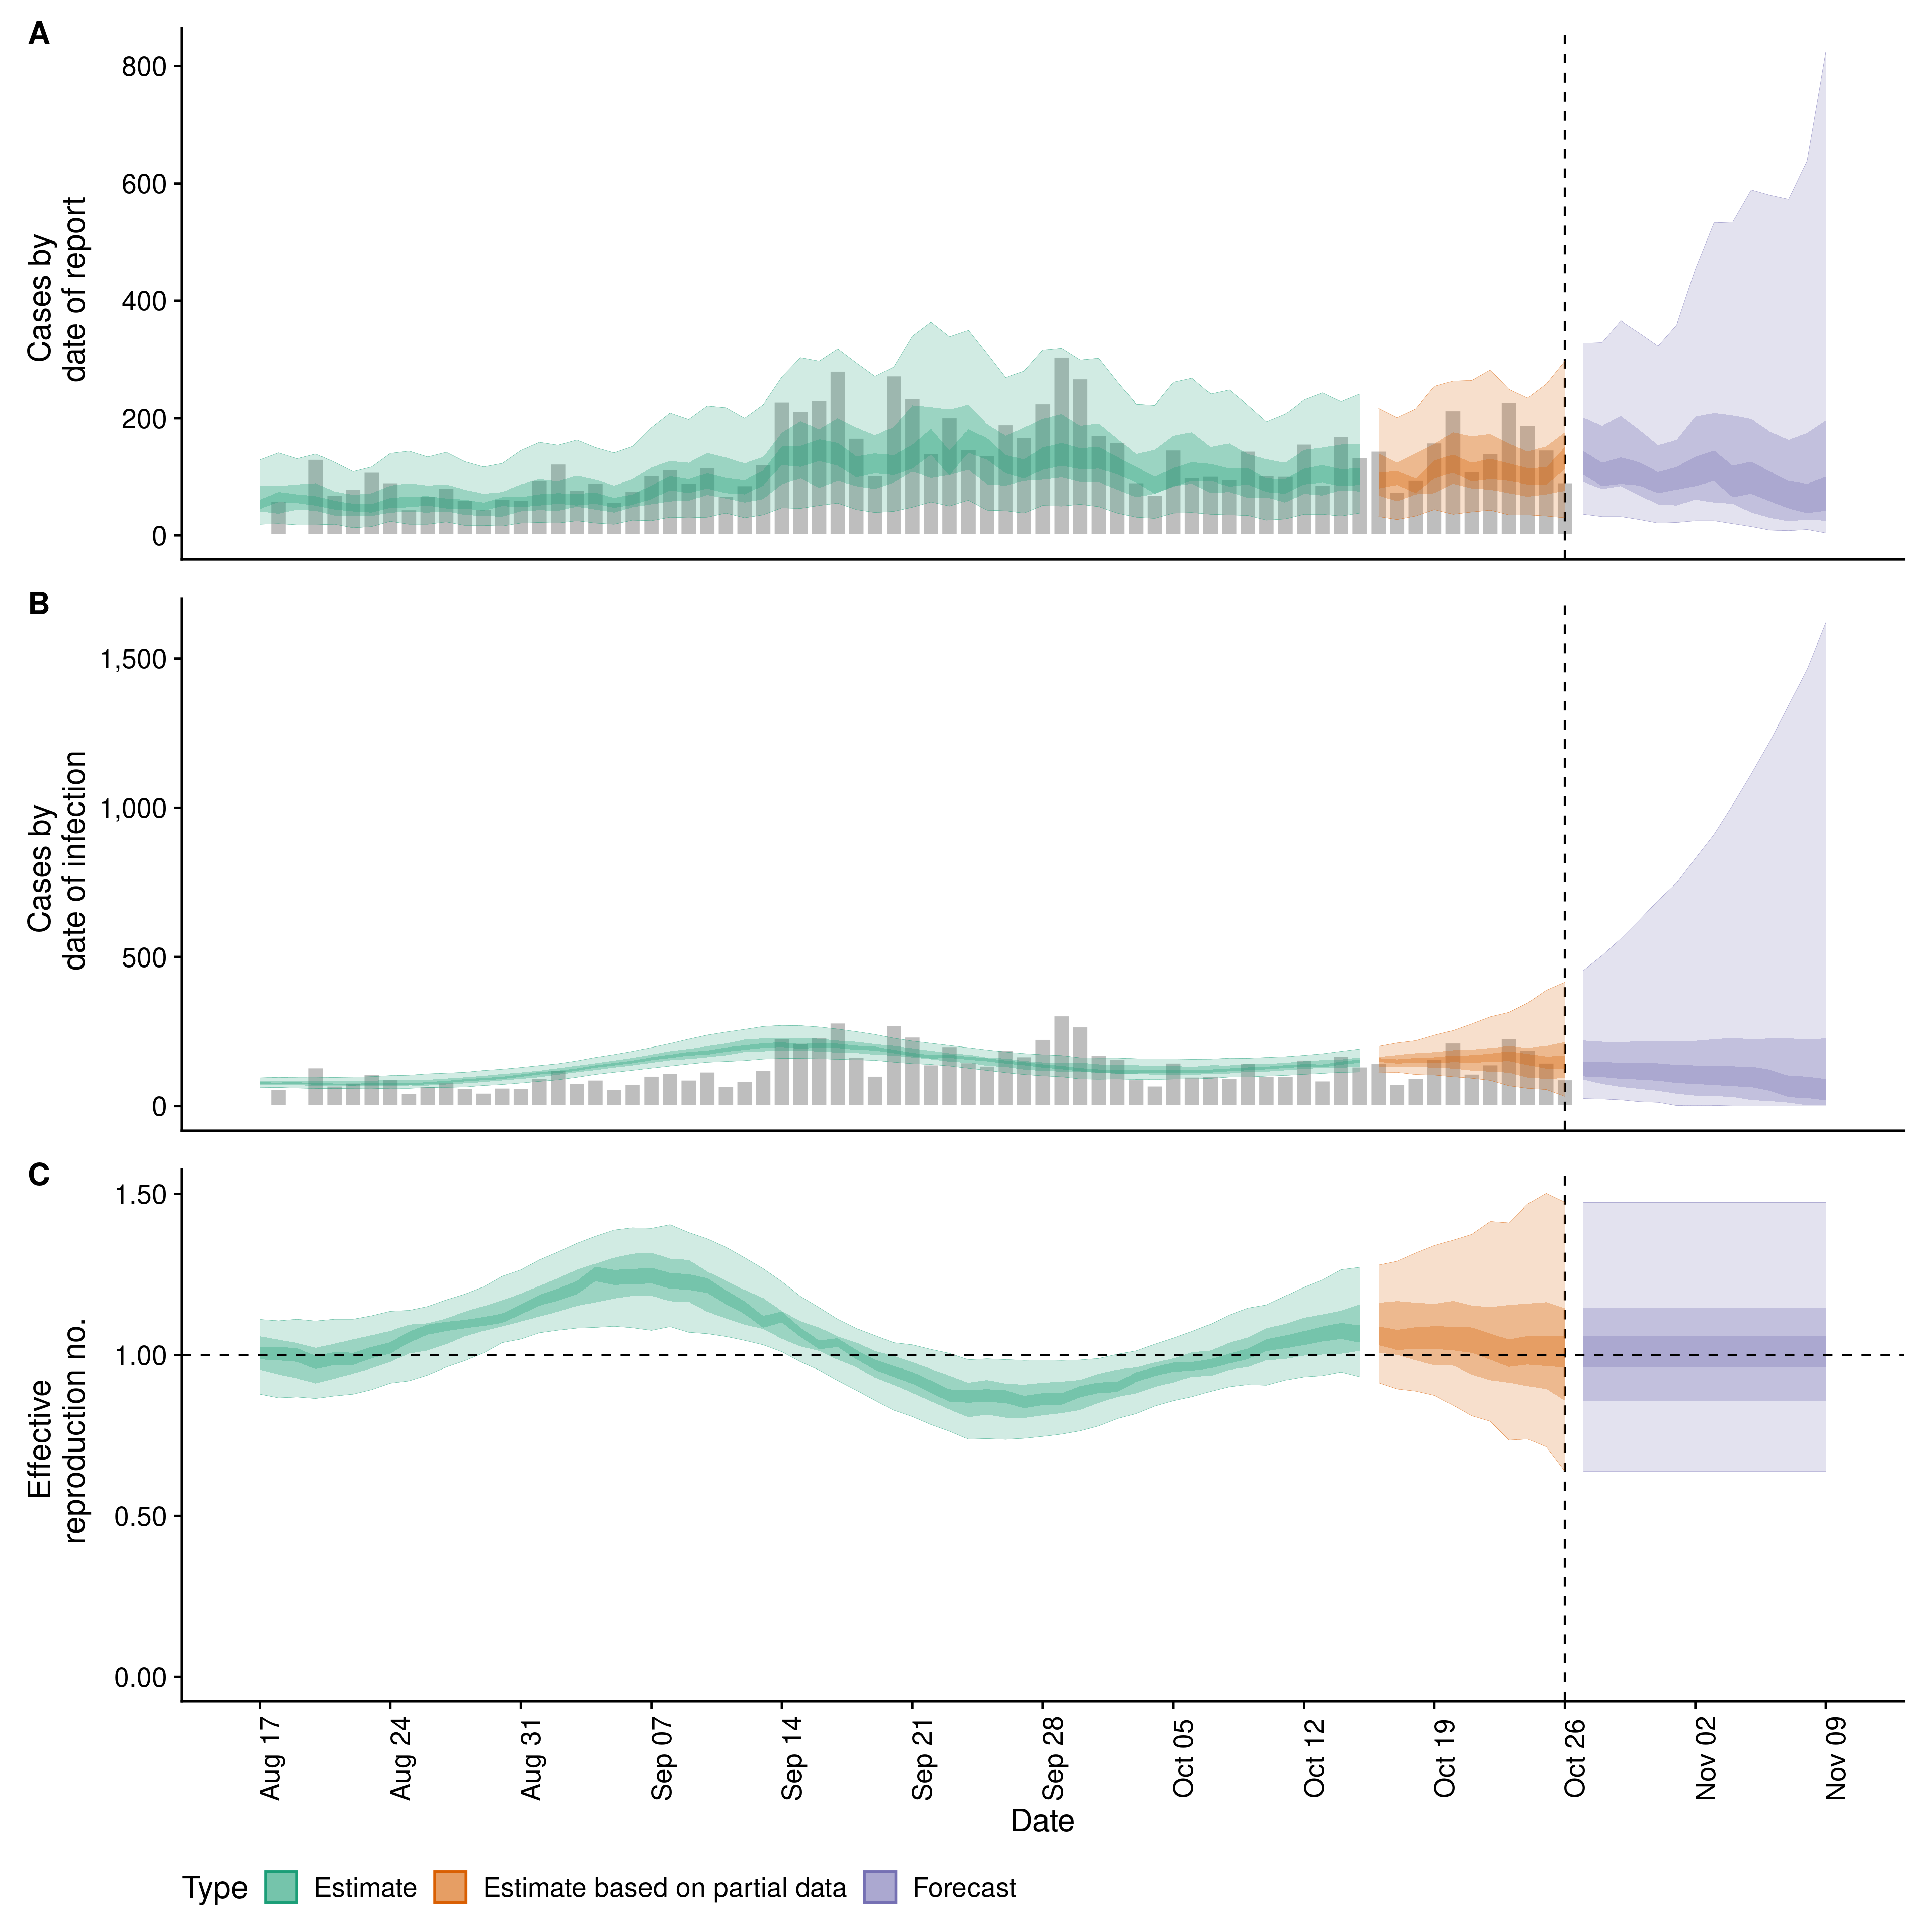 A
800
600
400
200
0
Cases by
date of report
B
1,500
1,000
500
0
Cases by
date of infection
C
1.50
1.00
0.50
0.00
Effective
reproduction no.
Aug 17
Aug 24
Aug 31
Sep 07
Sep 14
Sep 21
Sep 28
Oct 05
Oct 12
Oct 19
Oct 26
Nov 02
Nov 09
Date
Type Estimate Estimate based on partial data Forecast